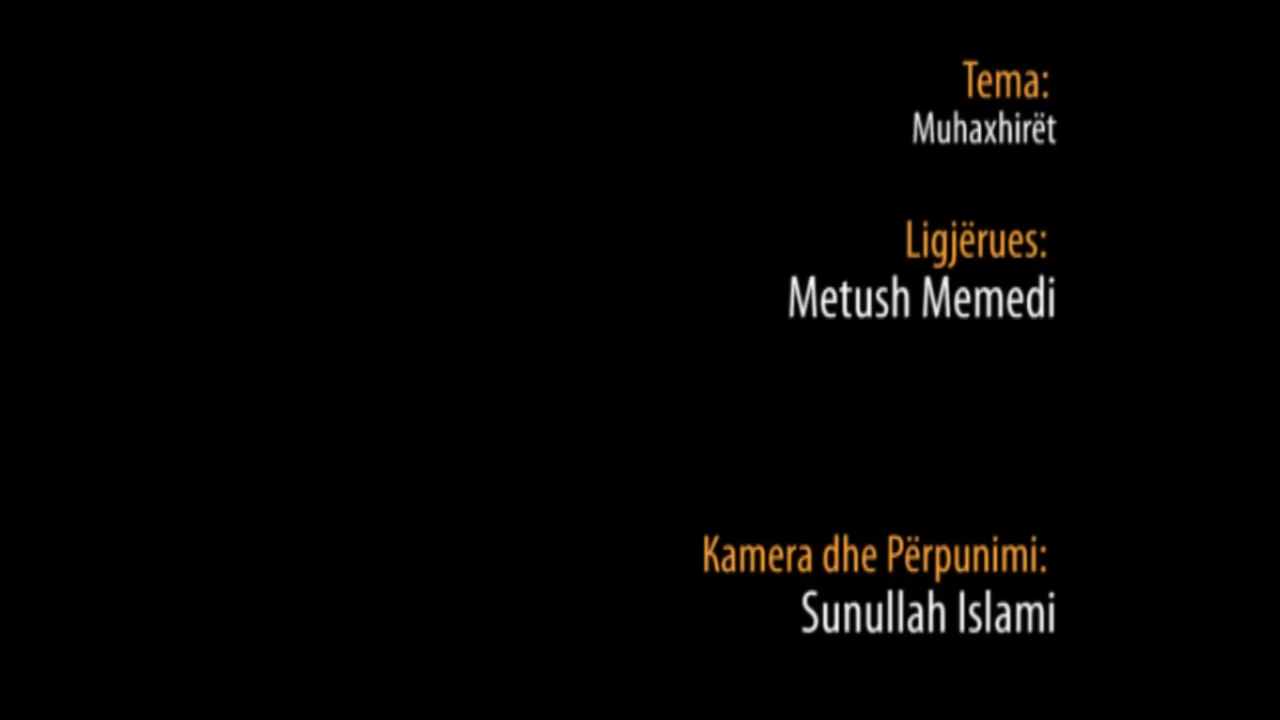 Tema:
Muhaxhirët
Ligjërues:
Metush Memedi
Kamera dhe Përpunimi:
Sunullah Islami